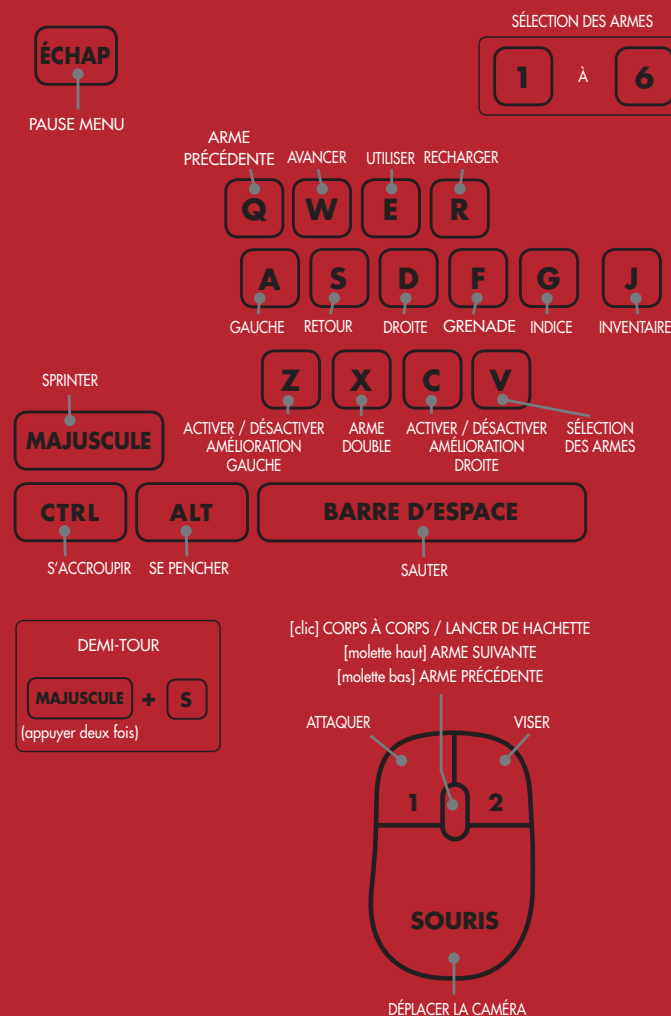 SÉLECTION DES ARMES
ÉCHAP
1 À 6
PAUSE MENU
ARME
PRÉCÉDENTE AVANCER UTILISER RECHARGER
Q W E R
A S D F G J
GAUCHE RETOUR DROITE GRENADE INDICE INVENTAIRE
SPRINTER
Z X C V
MAJUSCULE
ACTIVER / DÉSACTIVER
AMÉLIORATION
GAUCHE
ARME
DOUBLE
ACTIVER / DÉSACTIVER
AMÉLIORATION
DROITE
SÉLECTION
DES ARMES
CTRL ALT BARRE D'ESPACE
S'ACCROUPIR SE PENCHER SAUTER
DEMI-TOUR
MAJUSCULE + S
(appuyer deux fois)
[clic] CORPS À CORPS / LANCER DE HACHETTE
[molette haut] ARME SUIVANTE
[molette bas] ARME PRÉCÉDENTE
ATTAQUER VISER
1 2
SOURIS
DÉPLACER LA CAMÉRA